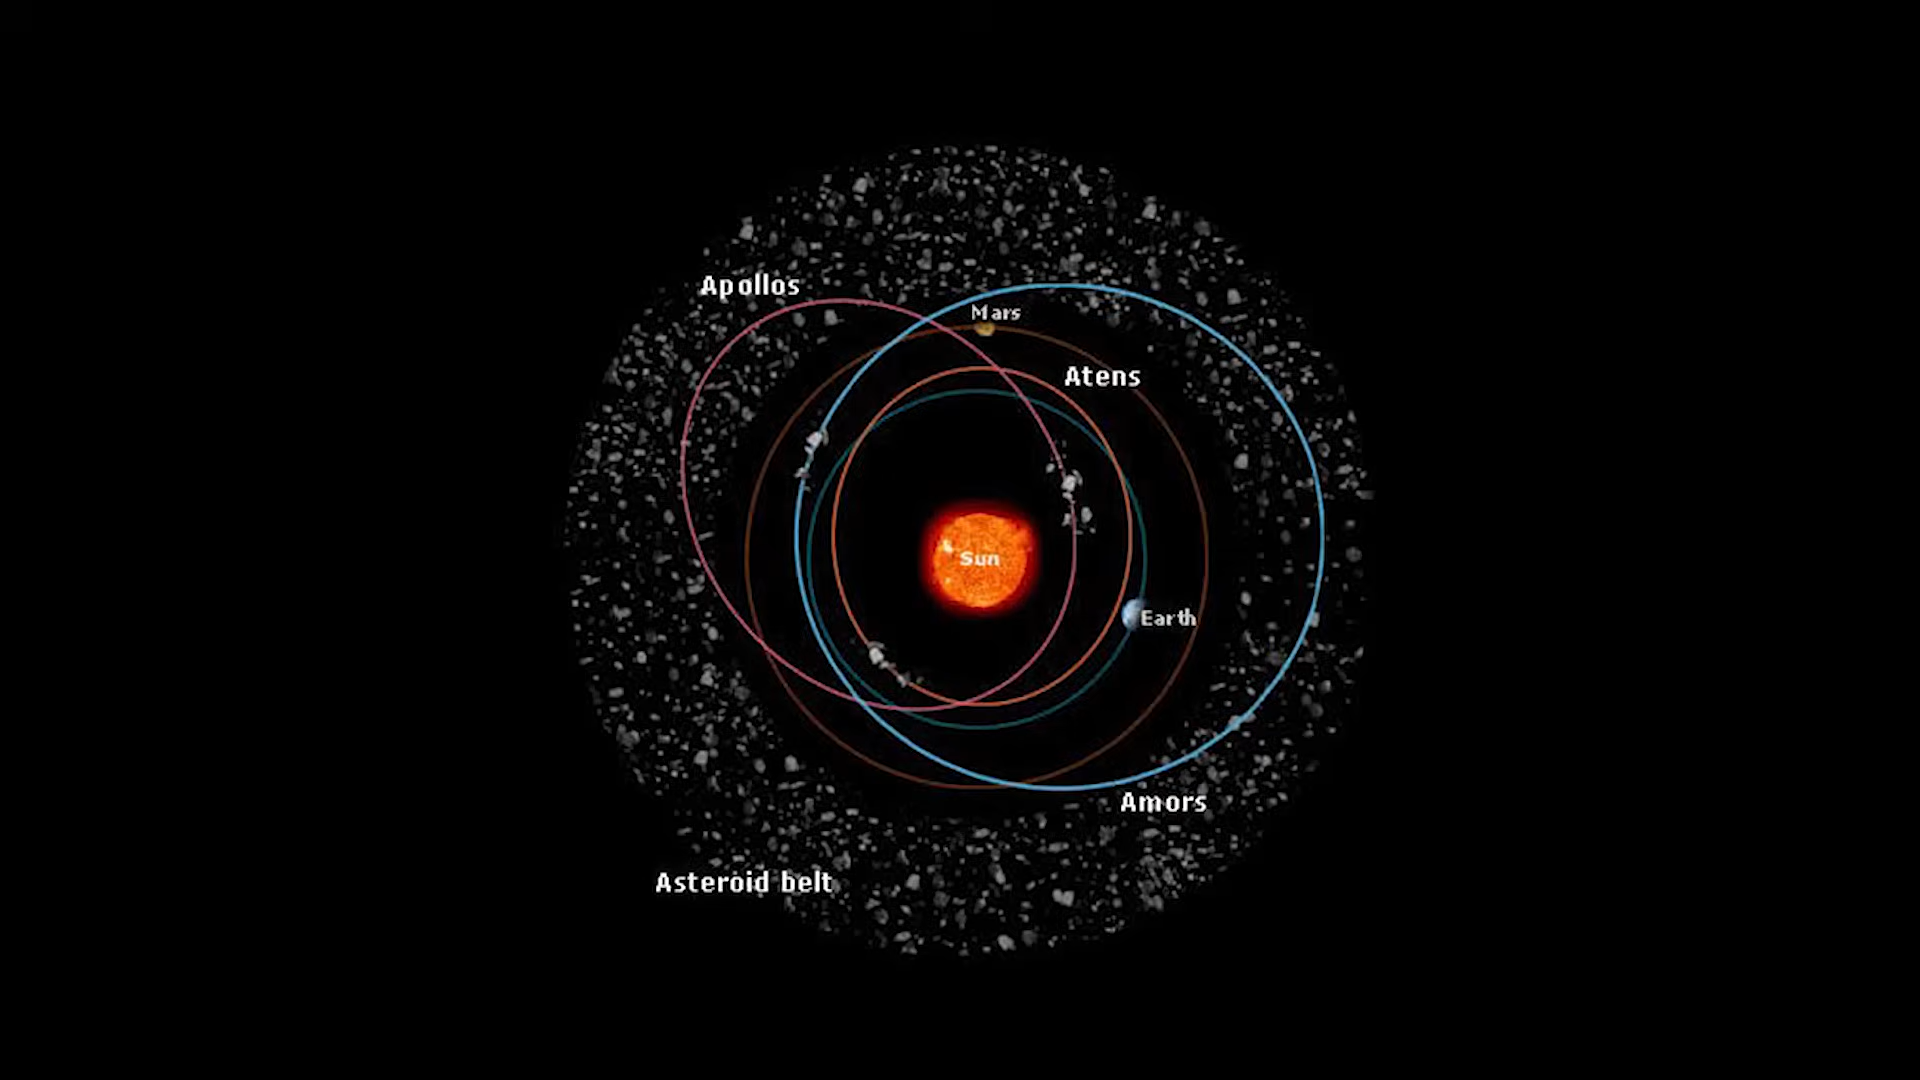 Apollos
Mars
Atens
Sun
Earth
Amors
Asteroid belt